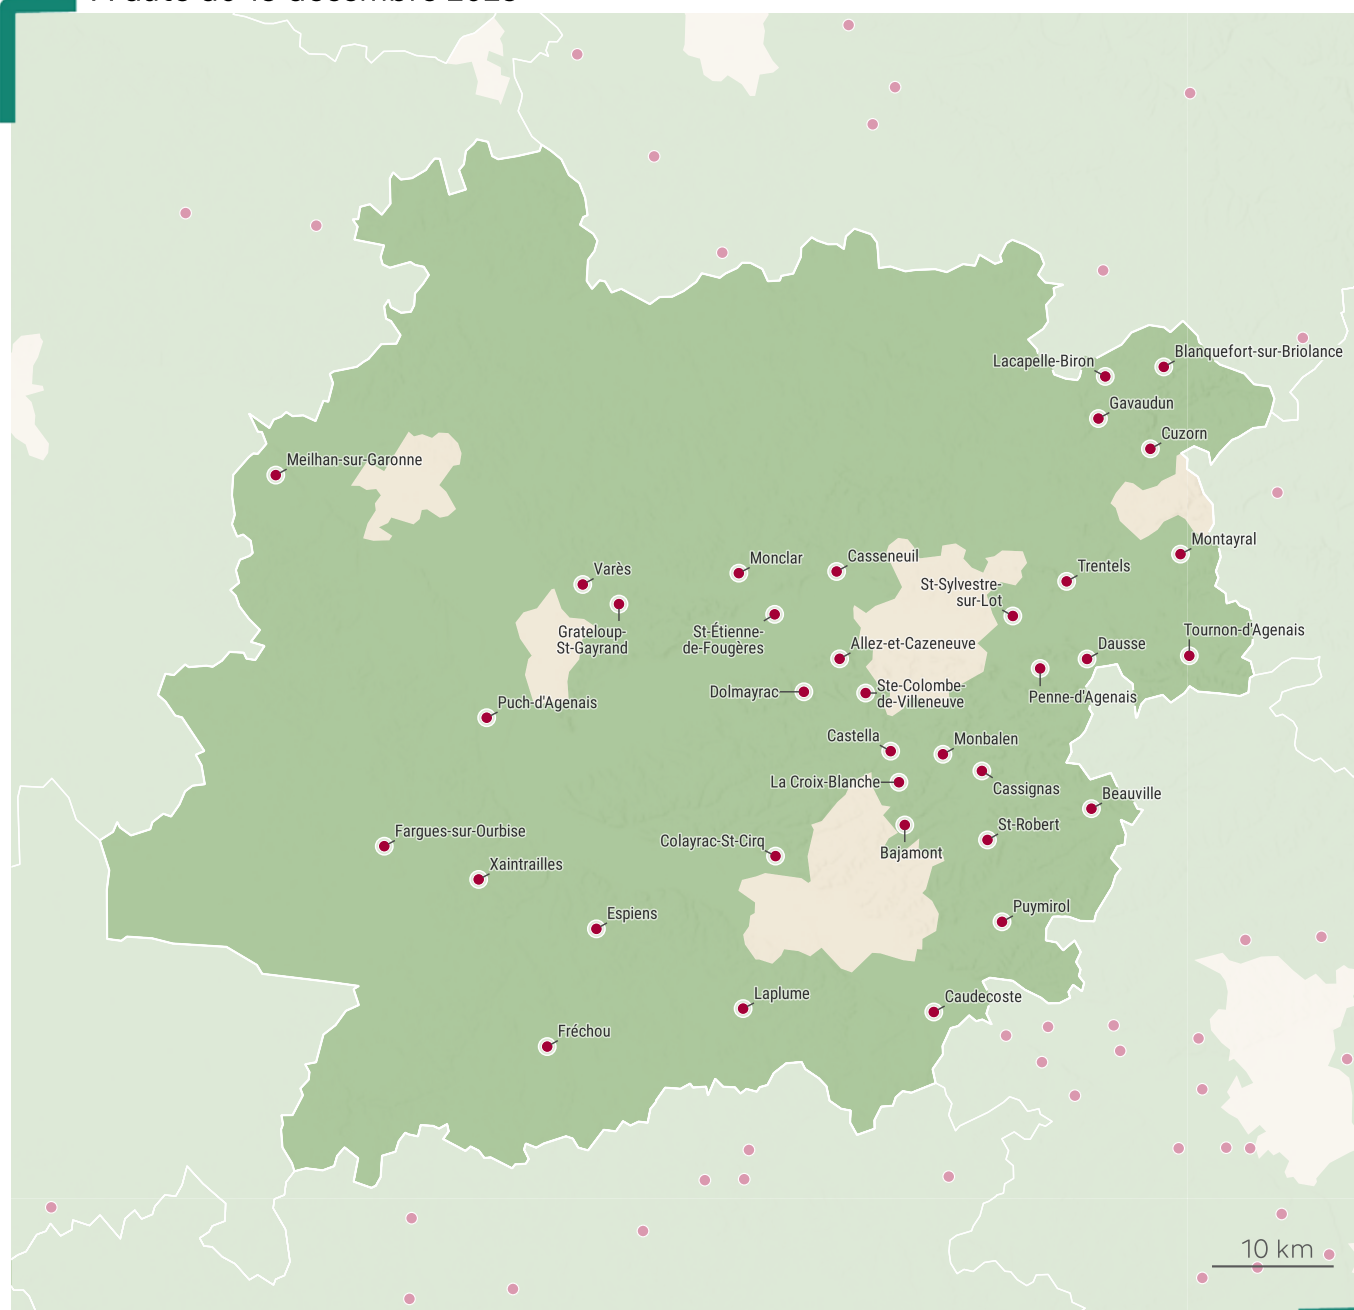 Lacapelle-Biron
Blanquefort-sur-Briolance
Gavaudun
Cuzorn
Meilhan-sur-Garonne
Montayral
Varès
Monclar
Casseneuil
Trentels
St-Sylvestre-
sur-Lot
Grateloup-
St-Gayrand
St-Étienne-
de-Fougères
Allez-et-Cazeneuve
Dausse
Tournon-d'Agenais
Dolmayrac
Ste-Colombe-
de-Villeneuve
Penne-d'Agenais
Puch-d'Agenais
Castella
Monbalen
La Croix-Blanche
Cassignas
Beauville
Fargues-sur-Ourbise
Colayrac-St-Cirq
St-Robert
Bajamont
Xaintrailles
Espiens
Puymirol
Laplume
Caudecoste
Fréchou
10 km